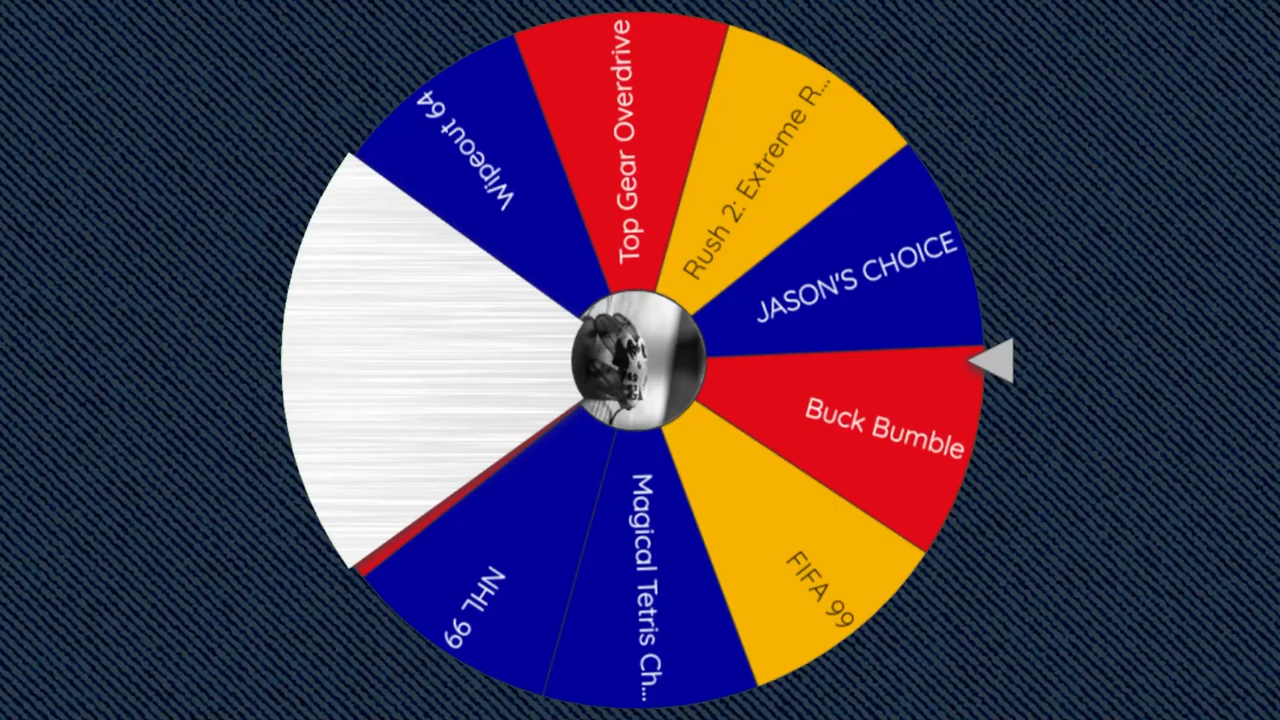 Wipeout 64
Top Gear Overdrive
Rush 2: Extreme R...
JASON'S CHOICE
Buck Bumble
FIFA 99
Magical Tetris Ch...
NHL 99